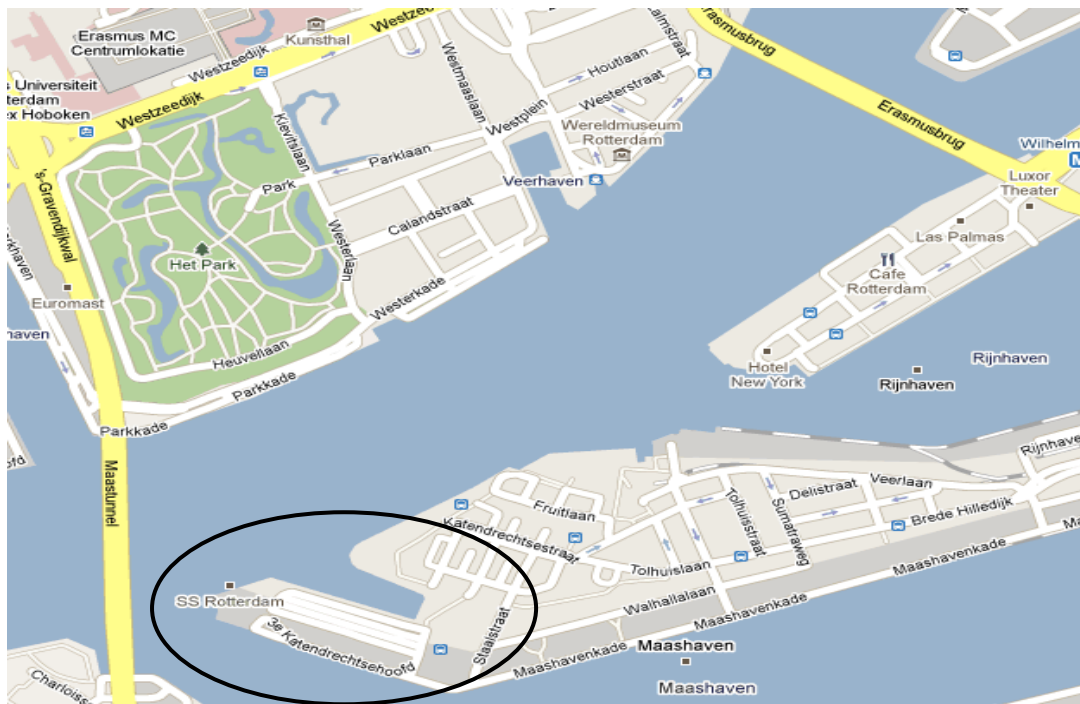 Erasmus MC
Centrumlokatie
Kunsthal
Westzeedijk
Westzeedijk
Westzeedijk
Universiteit
Hoboken
Kievitslaan
Westmaaslaan
Houtlaan
Westerstraat
Westplein
Wereldmuseum
Rotterdam
Erasmusbrug
Erasmusbrug
Luxor
Theater
Las Palmas
Cafe
Rotterdam
Hotel
New York
Rijnhaven
Rijnhaven
Parklaan
Park
Veerhaven
Calandstraat
Westerlaan
's-Gravendijkwal
Het Park
Euromast
Westerkade
Heuvellaan
Parkkade
Parkkade
Maastunnel
Rijnhaven
Veerlaan
Delistraat
Sumatraweg
Tolhuisstraat
Brede Hilledijk
Fruitlaan
Katendrechtsestraat
Tolhuislaan
Walhallalaan
Maashavenkade
Maashavenkade
Maashavenkade
Staalstraat
SS Rotterdam
3e Katendrechtsehoofd
Maashaven
Maashaven